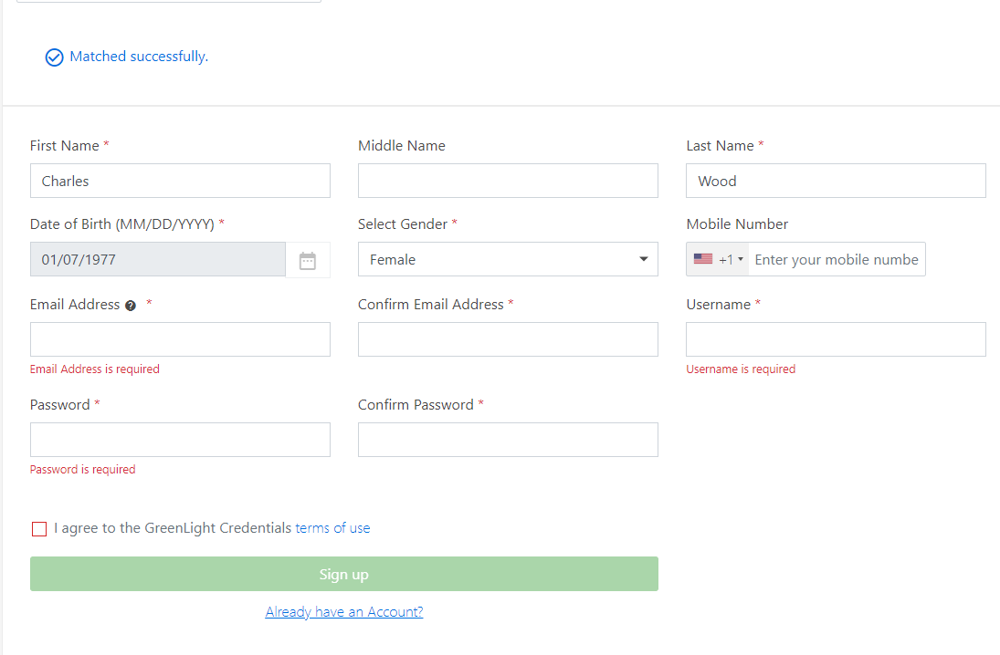 Matched successfully.
First Name * Middle Name Last Name *
Charles Wood
Date of Birth (MM/DD/YYYY) * Select Gender * Mobile Number
01/07/1977 Female +1 Enter your mobile numbe
Email Address ? * Confirm Email Address * Username *
Email Address is required Username is required
Password * Confirm Password *
Password is required
I agree to the GreenLight Credentials terms of use
Sign up
Already have an Account?